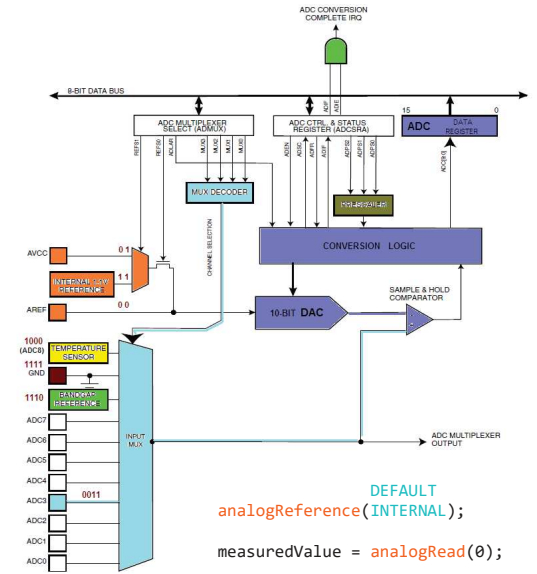 ADC CONVERSION
COMPLETE IRQ
8-BIT DATA BUS
ADIF
ADIE
15
0
ADC MULTIPLEXER
SELECT (ADMUX)
ADC CTRL. & STATUS
REGISTER (ADCSRA)
ADC
DATA
REGISTER
REFS1
REFS0
ADLAR
MUX3
MUX2
MUX1
MUX0
ADEN
ADSC
ADFR
ADIF
ADPS2
ADPS1
ADPS0
ADC[9:0]
MUX DECODER
PRESCALER
CHANNEL SELECTION
CONVERSION LOGIC
AVCC
0 1
INTERNAL 1.1V
REFERENCE
1 1
AREF
0 0
10-BIT DAC
SAMPLE & HOLD
COMPARATOR
1000
(ADC8)
TEMPERATURE
SENSOR
1111
GND
1110
BANDGAP
REFERENCE
ADC7
ADC6
ADC5
ADC4
ADC3
0011
ADC2
ADC1
ADC0
INPUT
MUX
ADC MULTIPLEXER
OUTPUT
DEFAULT
analogReference(INTERNAL);
measuredValue = analogRead(0);